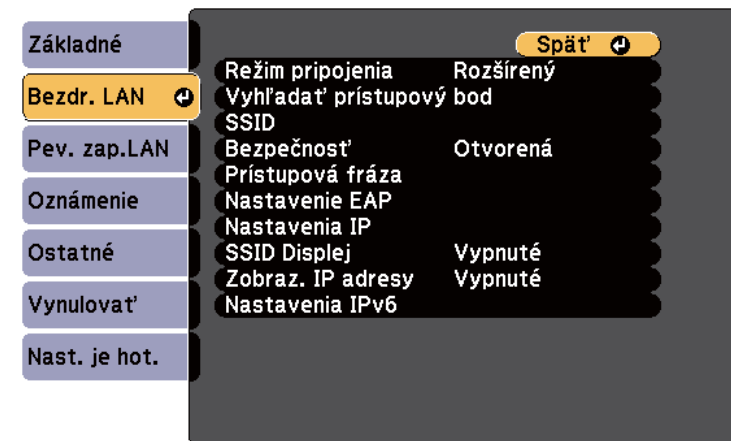 Základné
Bezdr. LAN
Pev. zap.LAN
Oznámenie
Ostatné
Vynulovať
Nast. je hot.
Späť
Režim pripojenia Rozšírený
Vyhľadať prístupový bod
SSID
Bezpečnosť Otvorená
Prístupová fráza
Nastavenie EAP
Nastavenia IP
SSID Displej Vypnuté
Zobraz. IP adresy Vypnuté
Nastavenia IPv6